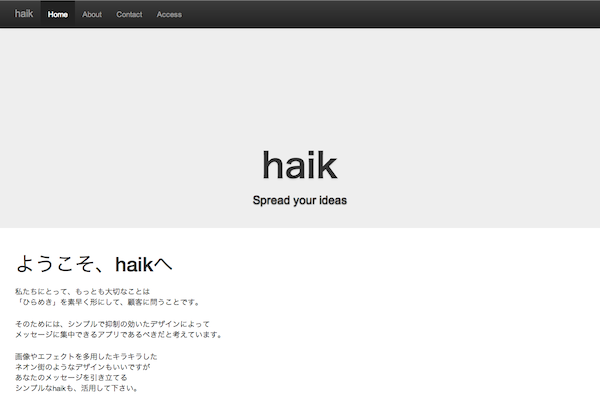 haik Home About Contact Access
haik
Spread your ideas
ようこそ、haikへ
私たちにとって、もっとも大切なことは
「ひらめき」を素早く形にして、顧客に問うことです。
そのためには、シンプルで抑制の効いたデザインによって
メッセージに集中できるアプリであるべきだと考えています。
画像やエフェクトを多用したキラキラした
ネオン街のようなデザインもいいですが
あなたのメッセージを引き立てる
シンプルなhaikも、活用して下さい。